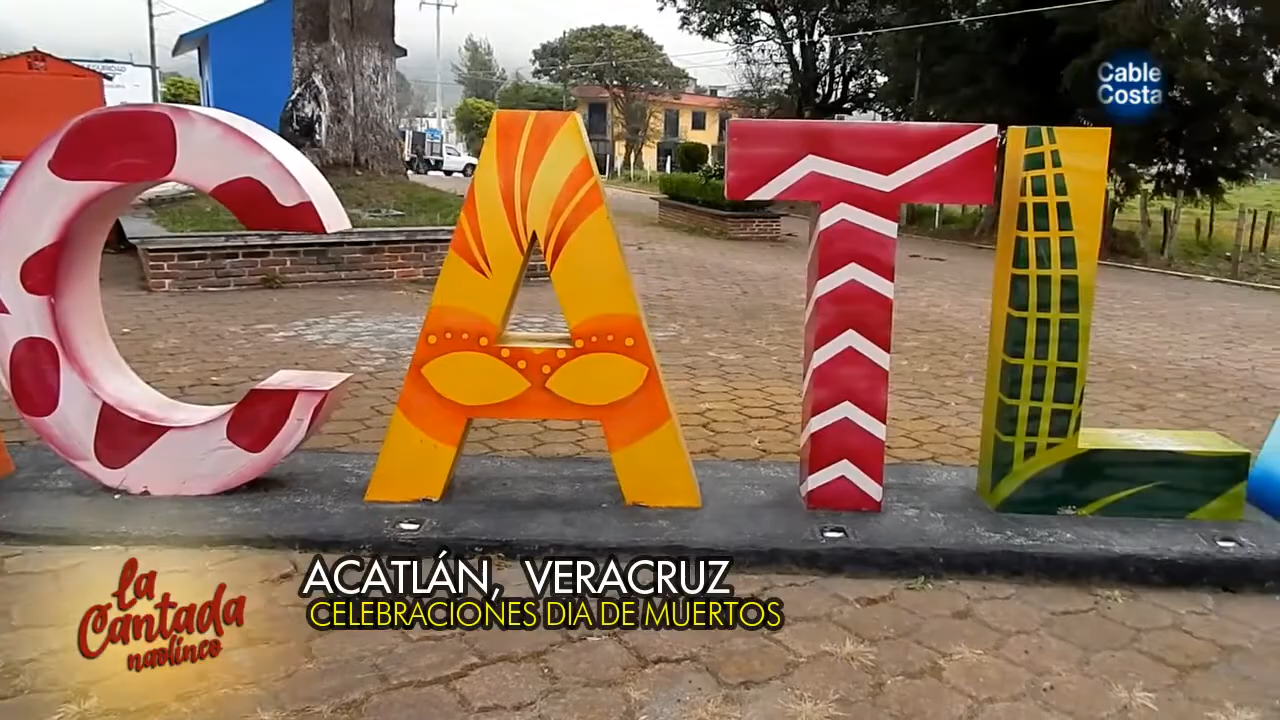 Cable
Costa
CATL
ACATLÁN, VERACRUZ
CELEBRACIONES DIA DE MUERTOS
La
Cantada
naolinco